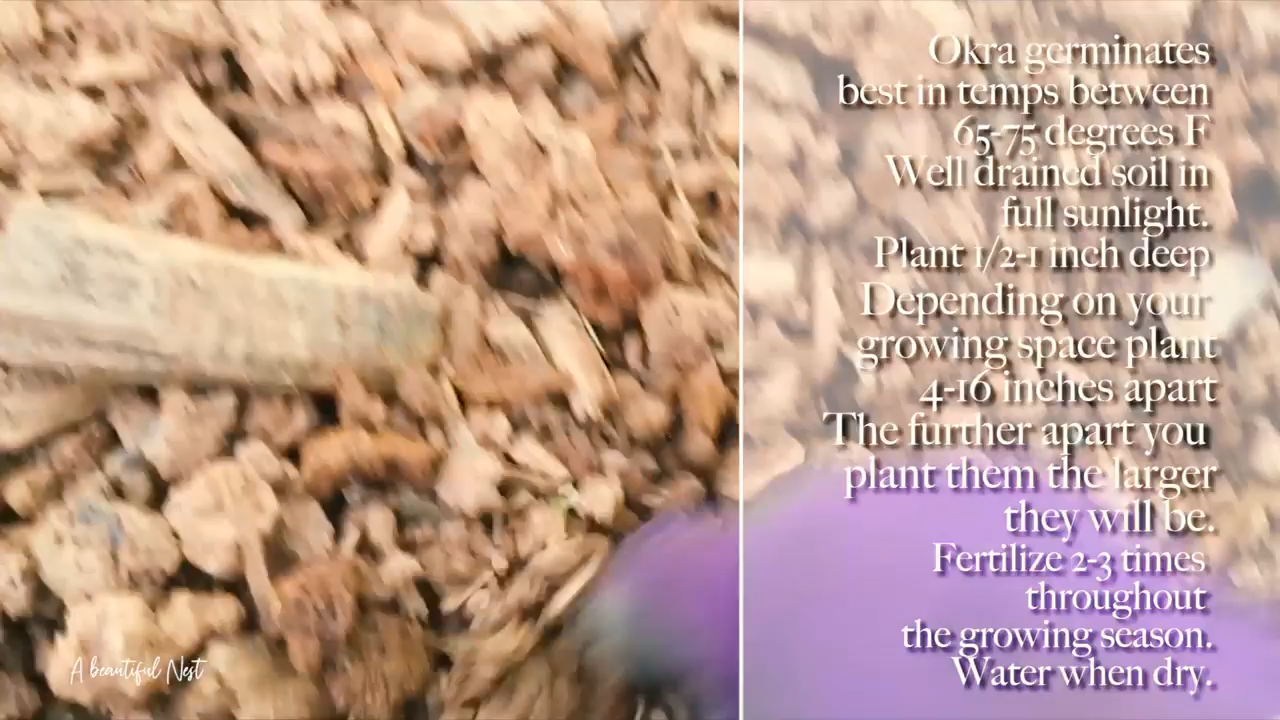 Okra germinates
best in temps between
65-75 degrees F
Well drained soil in
full sunlight.
Plant 1/2-1 inch deep
Depending on your
growing space plant
4-16 inches apart
The further apart you
plant them the larger
they will be.
Fertilize 2-3 times
throughout
the growing season.
Water when dry.
A beautiful Nest